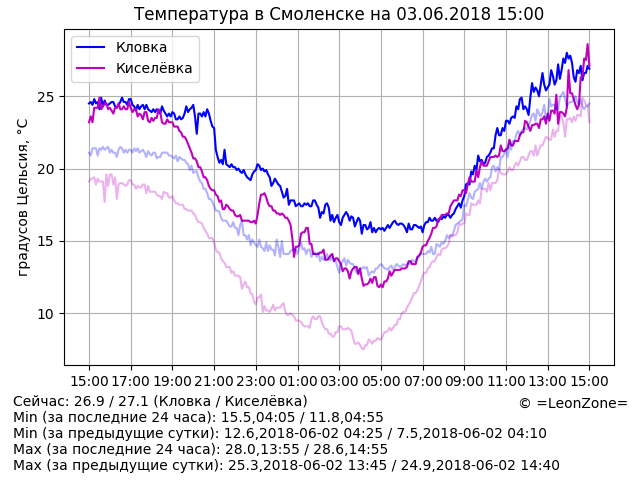 Температура в Смоленске на 03.06.2018 15:00
Кловка
Киселёвка
градусов Цельсия, °C
25
20
15
10
15:00 17:00 19:00 21:00 23:00 01:00 03:00 05:00 07:00 09:00 11:00 13:00 15:00
Сейчас: 26.9 / 27.1 (Кловка / Киселёвка)
© =LeonZone=
Min (за последние 24 часа): 15.5,04:05 / 11.8,04:55
Min (за предыдущие сутки): 12.6,2018-06-02 04:25 / 7.5,2018-06-02 04:10
Max (за последние 24 часа): 28.0,13:55 / 28.6,14:55
Max (за предыдущие сутки): 25.3,2018-06-02 13:45 / 24.9,2018-06-02 14:40